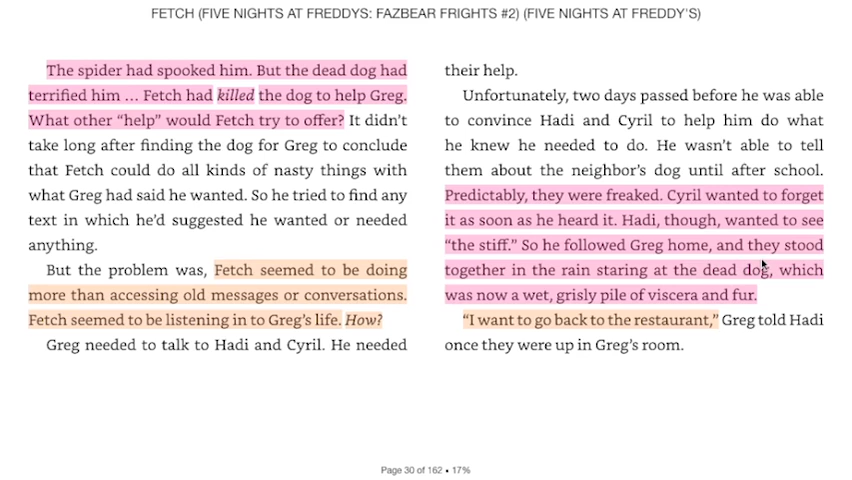 FETCH (FIVE NIGHTS AT FREDDYS: FAZBEAR FRIGHTS #2) (FIVE NIGHTS AT FREDDY'S)
The spider had spooked him. But the dead dog had
terrified him … Fetch had killed the dog to help Greg.
What other “help” would Fetch try to offer? It didn’t
take long after finding the dog for Greg to conclude
that Fetch could do all kinds of nasty things with
what Greg had said he wanted. So he tried to find any
text in which he’d suggested he wanted or needed
anything.
But the problem was, Fetch seemed to be doing
more than accessing old messages or conversations.
Fetch seemed to be listening in to Greg’s life. How?
Greg needed to talk to Hadi and Cyril. He needed
their help.
Unfortunately, two days passed before he was able
to convince Hadi and Cyril to help him do what
he knew he needed to do. He wasn’t able to tell
them about the neighbor’s dog until after school.
Predictably, they were freaked. Cyril wanted to forget
it as soon as he heard it. Hadi, though, wanted to see
“the stiff.” So he followed Greg home, and they stood
together in the rain staring at the dead dog, which
was now a wet, grisly pile of viscera and fur.
“I want to go back to the restaurant,” Greg told Hadi
once they were up in Greg’s room.
Page 30 of 162 • 17%